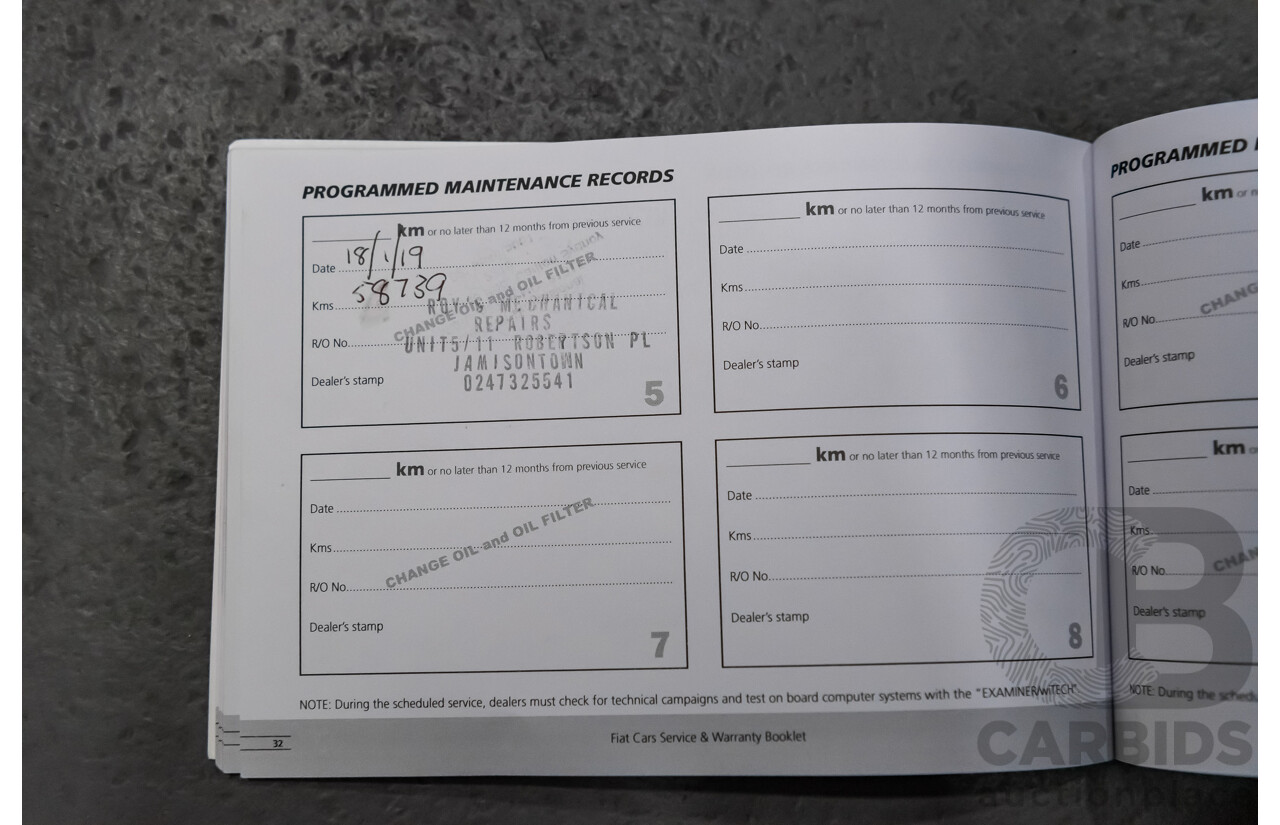 PROGRAMMED MAINTENANCE RECORDS
km or no later than 12 months from previous service
Date 18/1/19
Kms 58739
CHANGE OIL and OIL FILTER
R/O No.
MECHANICAL
REPAIRS
UNIT5/11 ROBERTSON PL
JAMISONTOWN
Dealer's stamp
0247325541
5
km or no later than 12 months from previous service
Date
Kms
R/O No.
Dealer's stamp
6
km or no later than 12 months from previous service
Date
Kms
CHANGE OIL and OIL FILTER
R/O No.
Dealer's stamp
7
km or no later than 12 months from previous service
Date
Kms
R/O No.
Dealer's stamp
8
NOTE: During the scheduled service, dealers must check for technical campaigns and test on board computer systems with the "EXAMINER/wiTECH"
32
Fiat Cars Service & Warranty Booklet
PROGRAMMED
km or
Date
Kms
R/O No.
Dealer's stamp
km
Date
Kms
R/O No.
Dealer's stamp
NOTE: During the
CB
CARBIDS
auctionplace